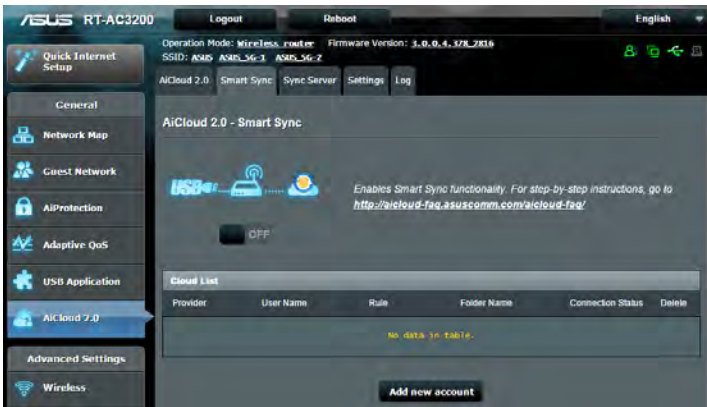 ASUS RT-AC3200
Logout
Reboot
English
Quick Internet
Setup
Operation Mode: Wireless router Firmware Version: 3.0.0.4.378_2816
SSID: ASUS ASUS_5G-1 ASUS_5G-2
AiCloud 2.0 Smart Sync Sync Server Settings Log
General
Network Map
Guest Network
AiProtection
Adaptive QoS
USB Application
AiCloud 2.0
Advanced Settings
Wireless
AiCloud 2.0 - Smart Sync
USB
Enables Smart Sync functionality. For step-by-step instructions, go to
http://aicloud-faq.asuscomm.com/aicloud-faq/
OFF
Cloud List
Provider User Name Rule Folder Name Connection Status Delete
No data in table.
Add new account